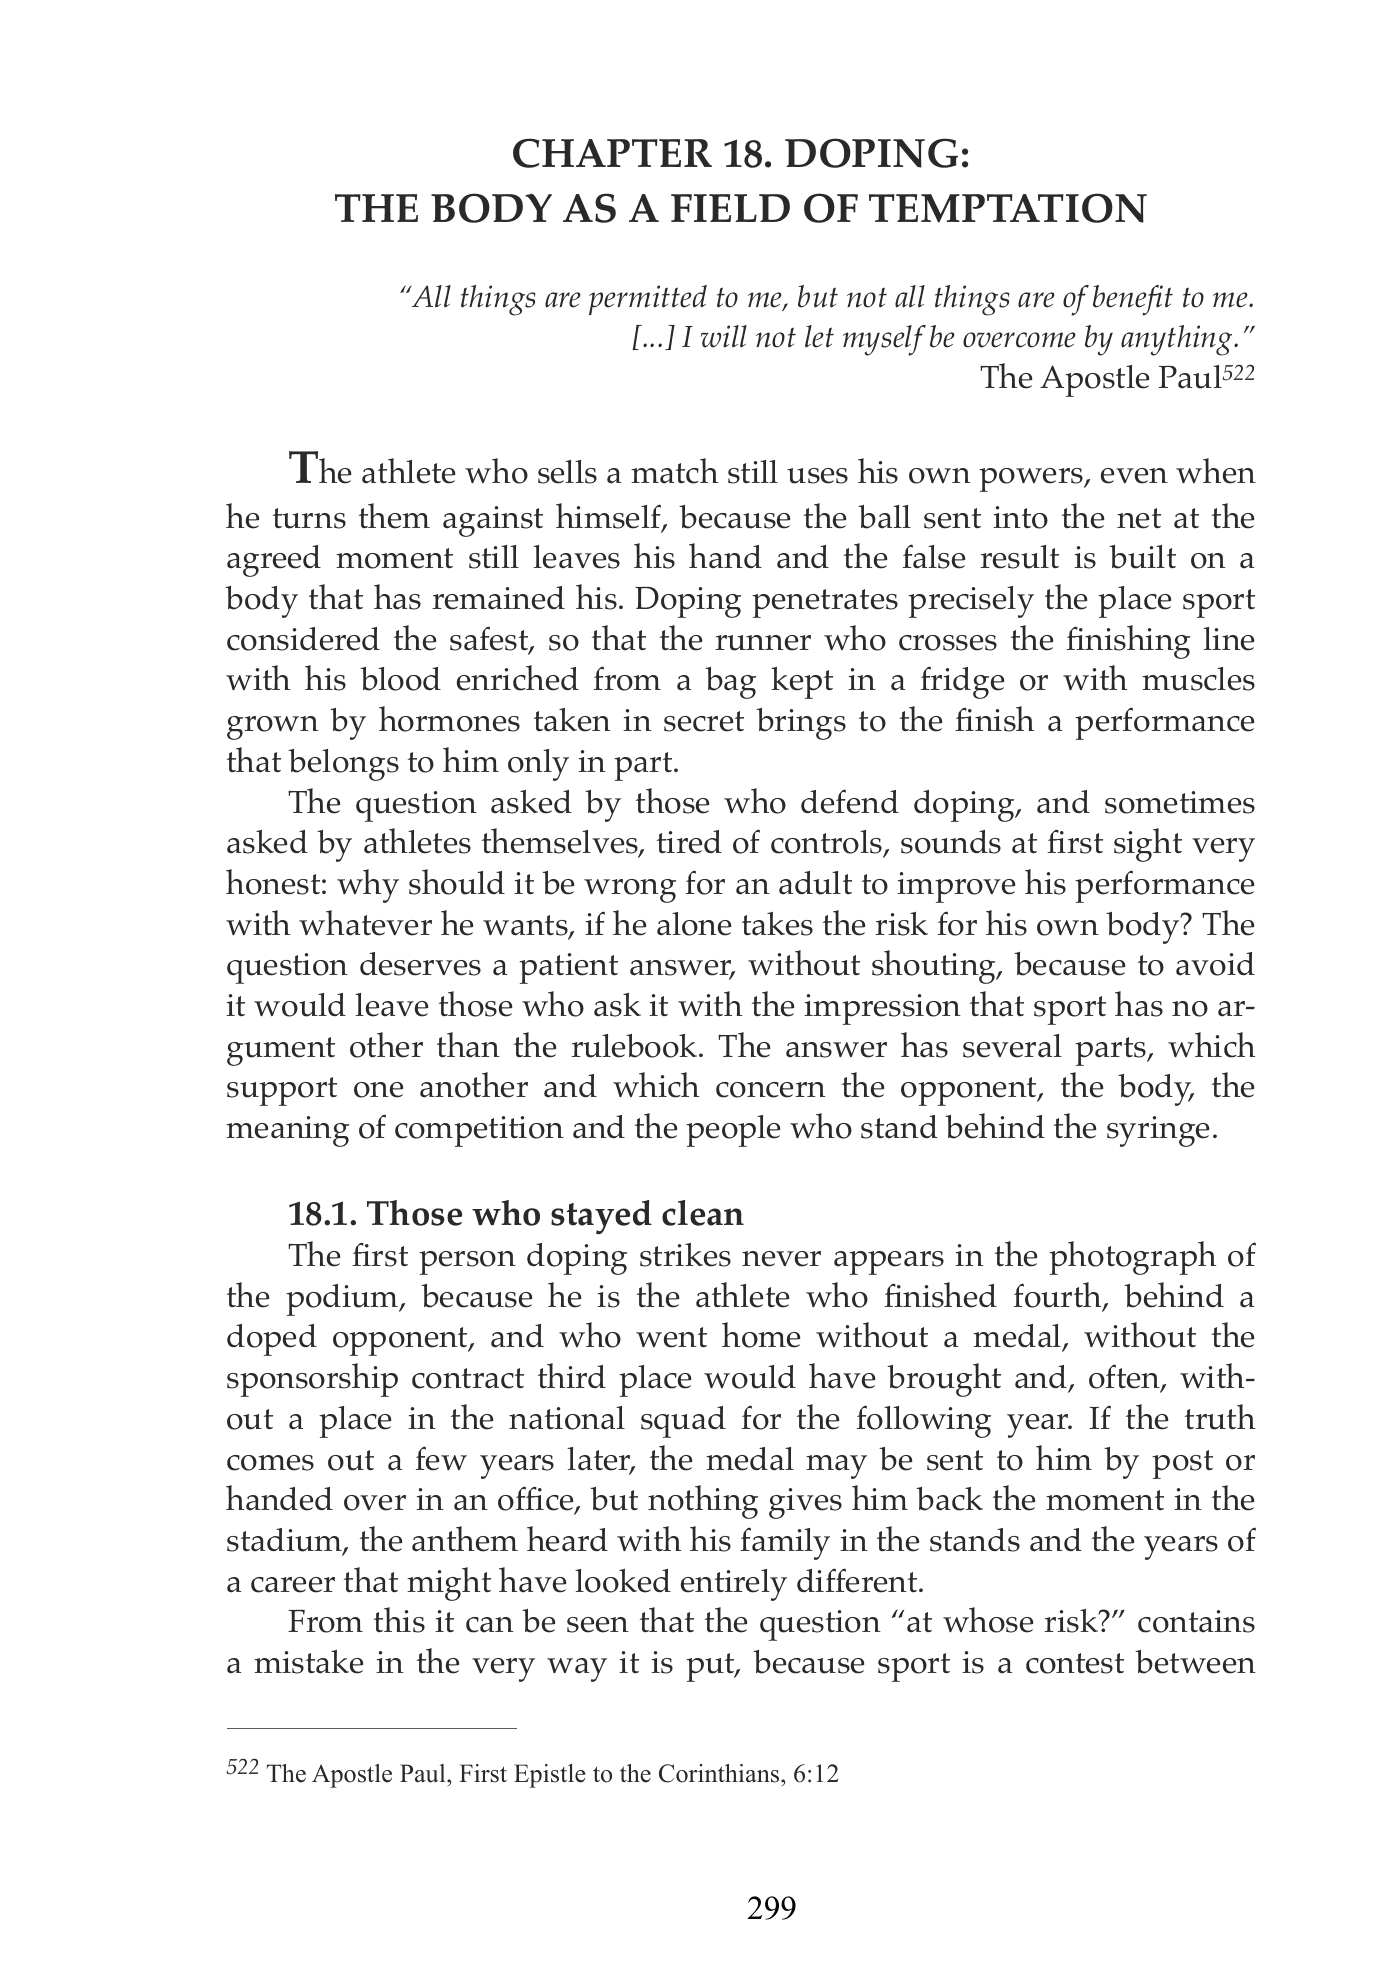 CHAPTER 18. DOPING:
THE BODY AS A FIELD OF TEMPTATION
“All things are permitted to me, but not all things are of benefit to me.
[...] I will not let myself be overcome by anything.”
The Apostle Paul522
The athlete who sells a match still uses his own powers, even when
he turns them against himself, because the ball sent into the net at the
agreed moment still leaves his hand and the false result is built on a
body that has remained his. Doping penetrates precisely the place sport
considered the safest, so that the runner who crosses the finishing line
with his blood enriched from a bag kept in a fridge or with muscles
grown by hormones taken in secret brings to the finish a performance
that belongs to him only in part.
The question asked by those who defend doping, and sometimes
asked by athletes themselves, tired of controls, sounds at first sight very
honest: why should it be wrong for an adult to improve his performance
with whatever he wants, if he alone takes the risk for his own body? The
question deserves a patient answer, without shouting, because to avoid
it would leave those who ask it with the impression that sport has no ar-
gument other than the rulebook. The answer has several parts, which
support one another and which concern the opponent, the body, the
meaning of competition and the people who stand behind the syringe.
18.1. Those who stayed clean
The first person doping strikes never appears in the photograph of
the podium, because he is the athlete who finished fourth, behind a
doped opponent, and who went home without a medal, without the
sponsorship contract third place would have brought and, often, with-
out a place in the national squad for the following year. If the truth
comes out a few years later, the medal may be sent to him by post or
handed over in an office, but nothing gives him back the moment in the
stadium, the anthem heard with his family in the stands and the years of
a career that might have looked entirely different.
From this it can be seen that the question “at whose risk?” contains
a mistake in the very way it is put, because sport is a contest between
522 The Apostle Paul, First Epistle to the Corinthians, 6:12
299